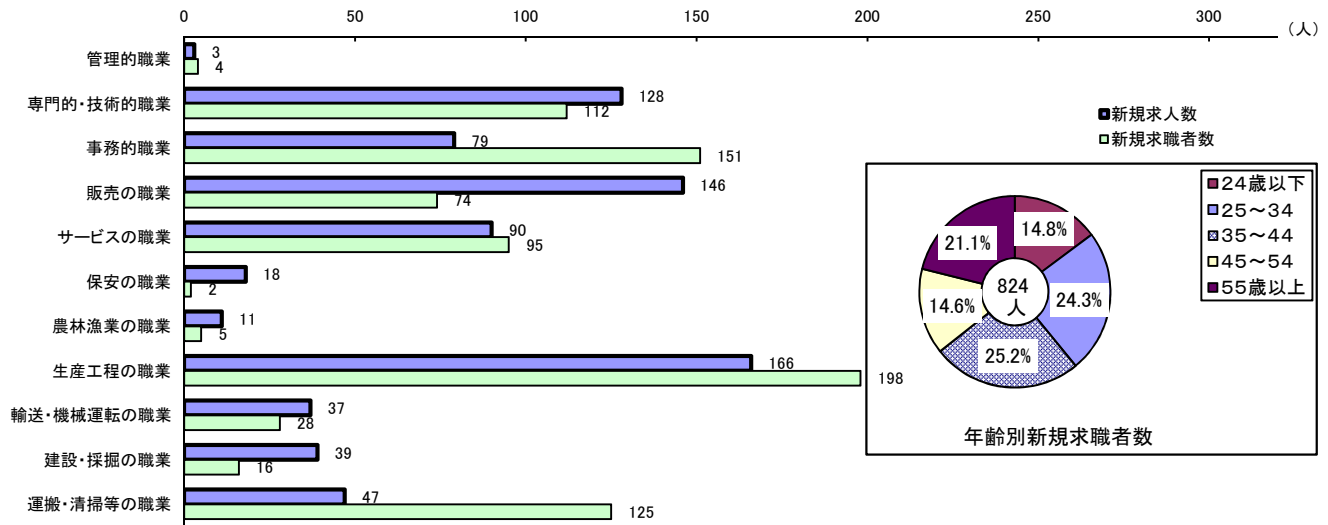 0 50 100 150 200 250 300
（人）
管理的職業 3
4
専門的・技術的職業 128
112
事務的職業 79
151
販売の職業 146
74
サービスの職業 90
95
保安の職業 18
2
農林漁業の職業 11
5
生産工程の職業 166
198
輸送・機械運転の職業 37
28
建設・採掘の職業 39
16
運搬・清掃等の職業 47
125
新規求人数
新規求職者数
24歳以下
25～34
35～44
45～54
55歳以上
14.8%
24.3%
25.2%
14.6%
21.1%
824
人
年齢別新規求職者数